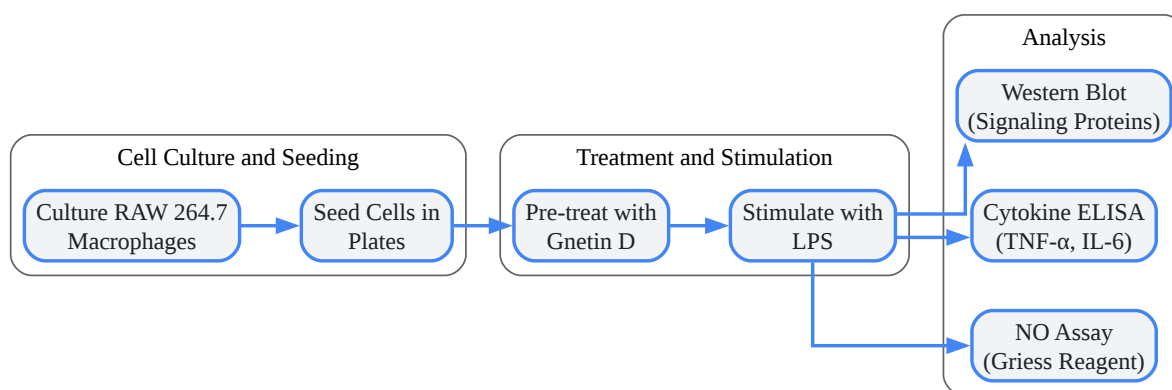 Cell Culture and Seeding
Culture RAW 264.7
Macrophages
Seed Cells in
Plates
Treatment and Stimulation
Pre-treat with
Gnetin D
Stimulate with
LPS
Analysis
Western Blot
(Signaling Proteins)
Cytokine ELISA
(TNF-α, IL-6)
NO Assay
(Griess Reagent)